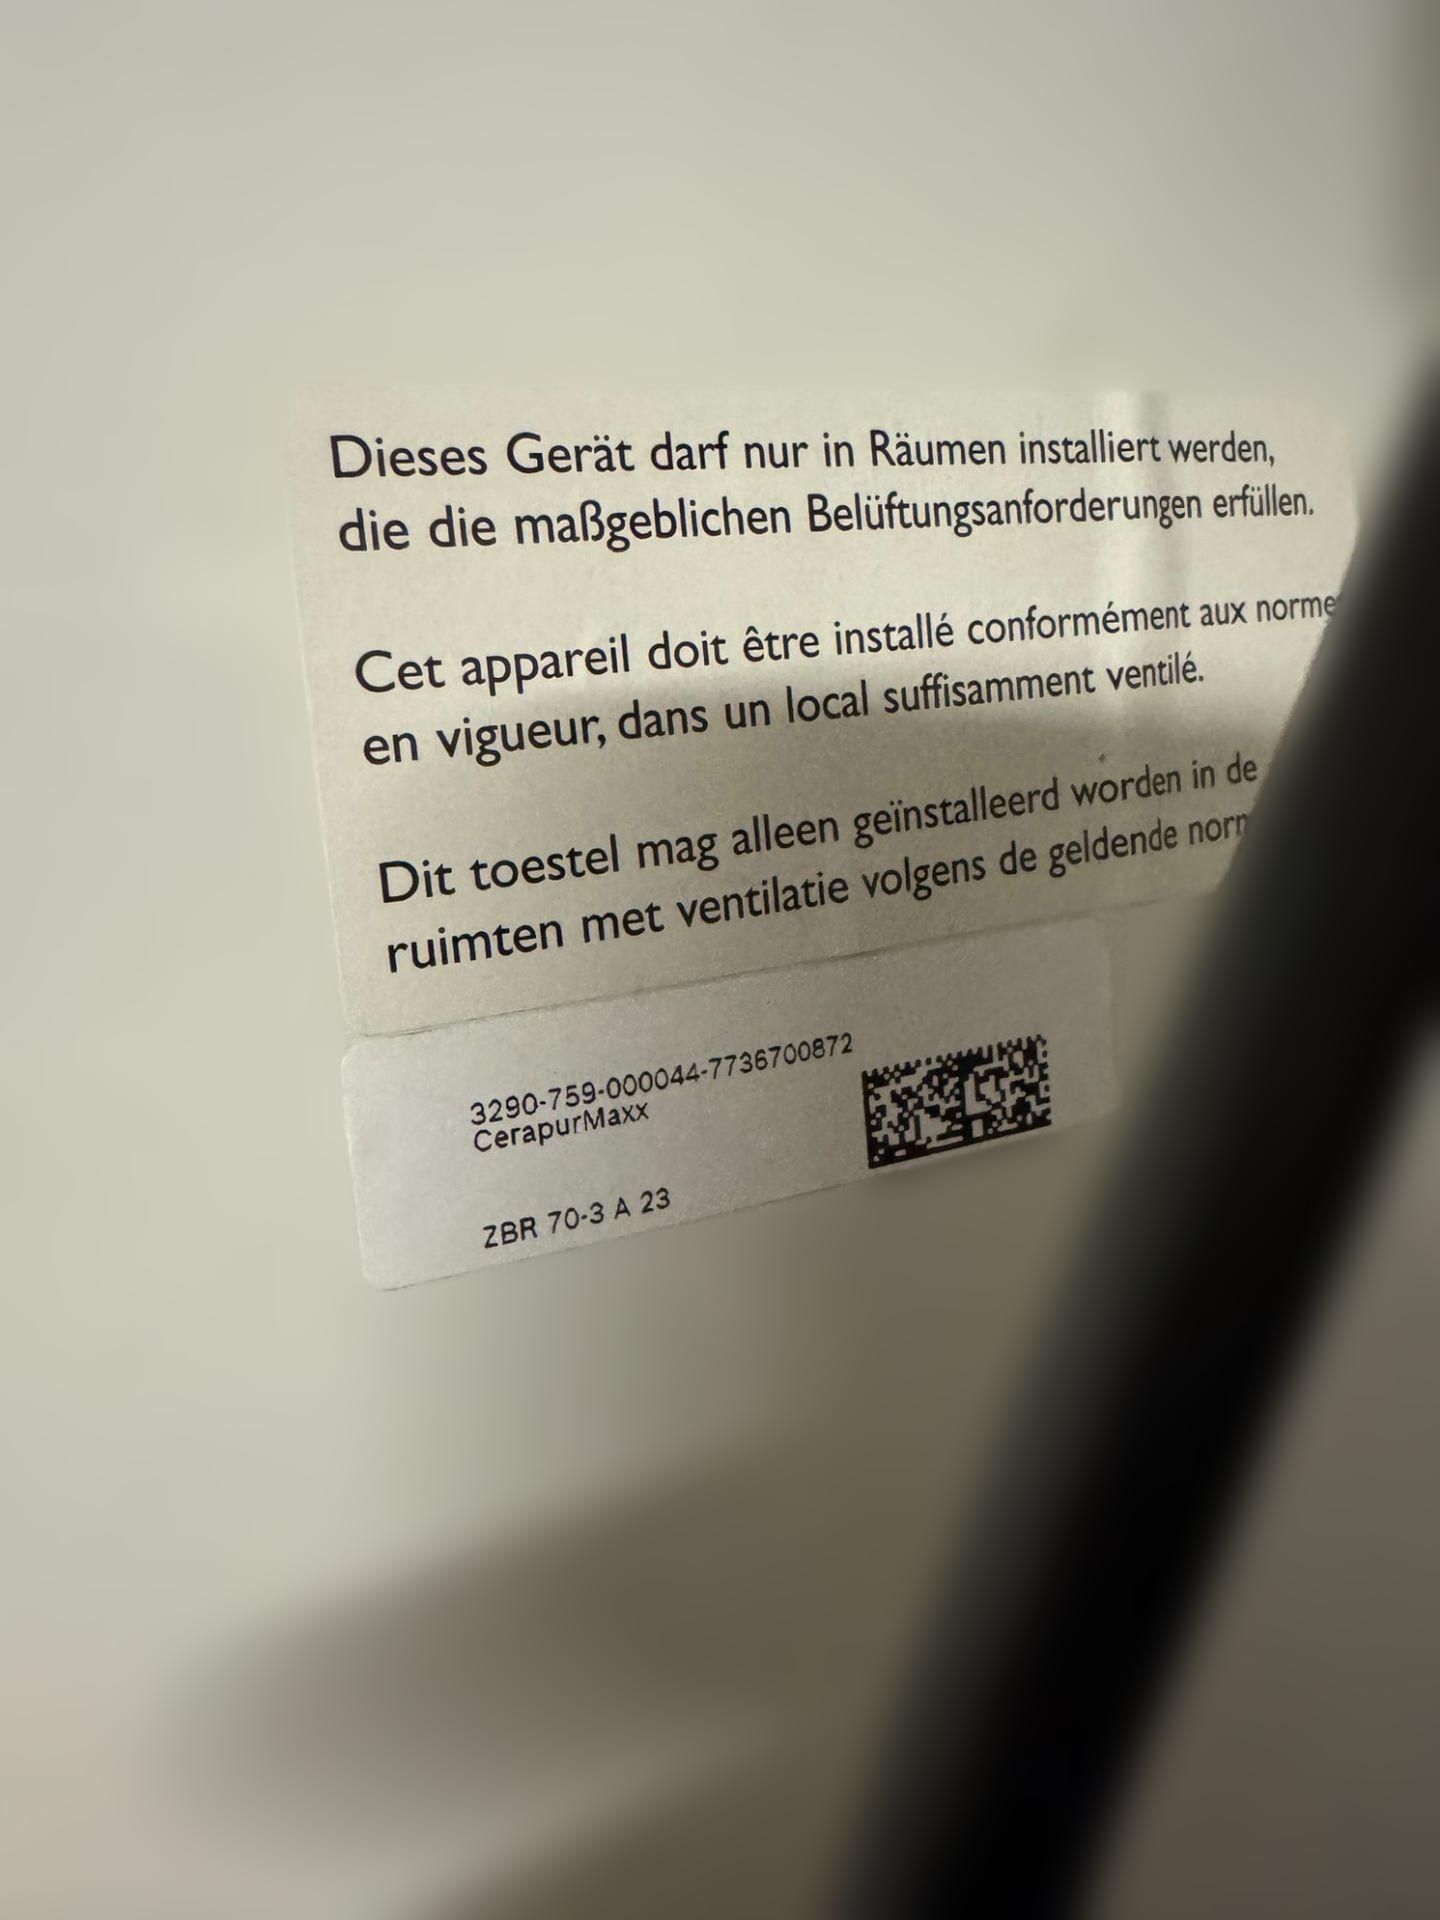 Dieses Gerät darf nur in Räumen installiert werden,
die die maßgeblichen Belüftungsanforderungen erfüllen.
Cet appareil doit être installé conformément aux norme
en vigueur, dans un local suffisamment ventilé.
Dit toestel mag alleen geïnstalleerd worden in de
ruimten met ventilatie volgens de geldende norm
3290-759-000044-7736700872
CerapurMaxx
ZBR 70-3 A 23